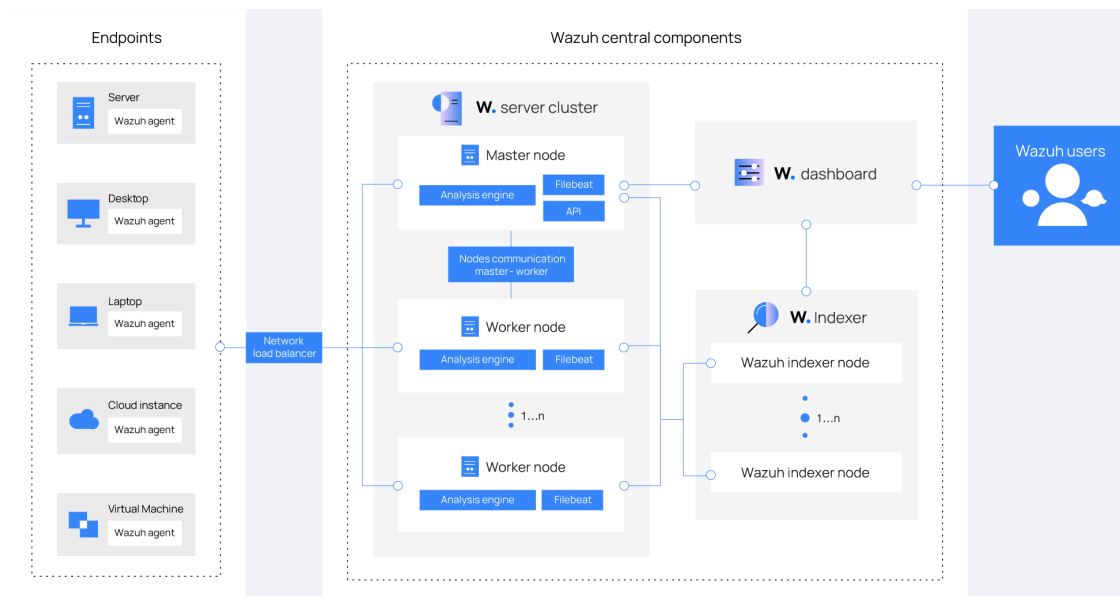 Endpoints
Wazuh central components
Server
Wazuh agent
Desktop
Wazuh agent
Laptop
Wazuh agent
Cloud instance
Wazuh agent
Virtual Machine
Wazuh agent
Network
load balancer
W. server cluster
Master node
Analysis engine
Filebeat
API
Nodes communication
master - worker
Worker node
Analysis engine
Filebeat
1...n
Worker node
Analysis engine
Filebeat
W. dashboard
W. Indexer
Wazuh indexer node
1...n
Wazuh indexer node
Wazuh users